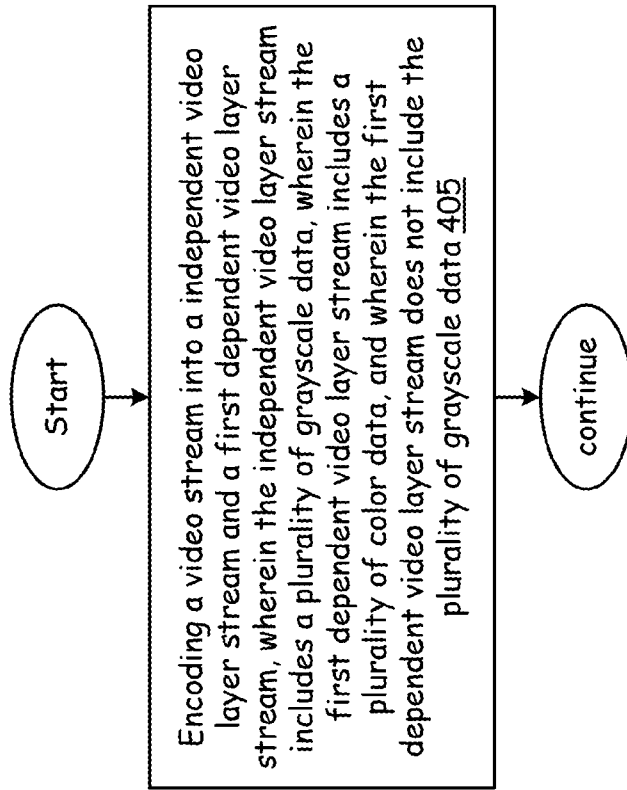 Start
Encoding a video stream into a independent video
layer stream and a first dependent video layer
stream, wherein the independent video layer stream
includes a plurality of grayscale data, wherein the
first dependent video layer stream includes a
plurality of color data, and wherein the first
dependent video layer stream does not include the
plurality of grayscale data 405
continue